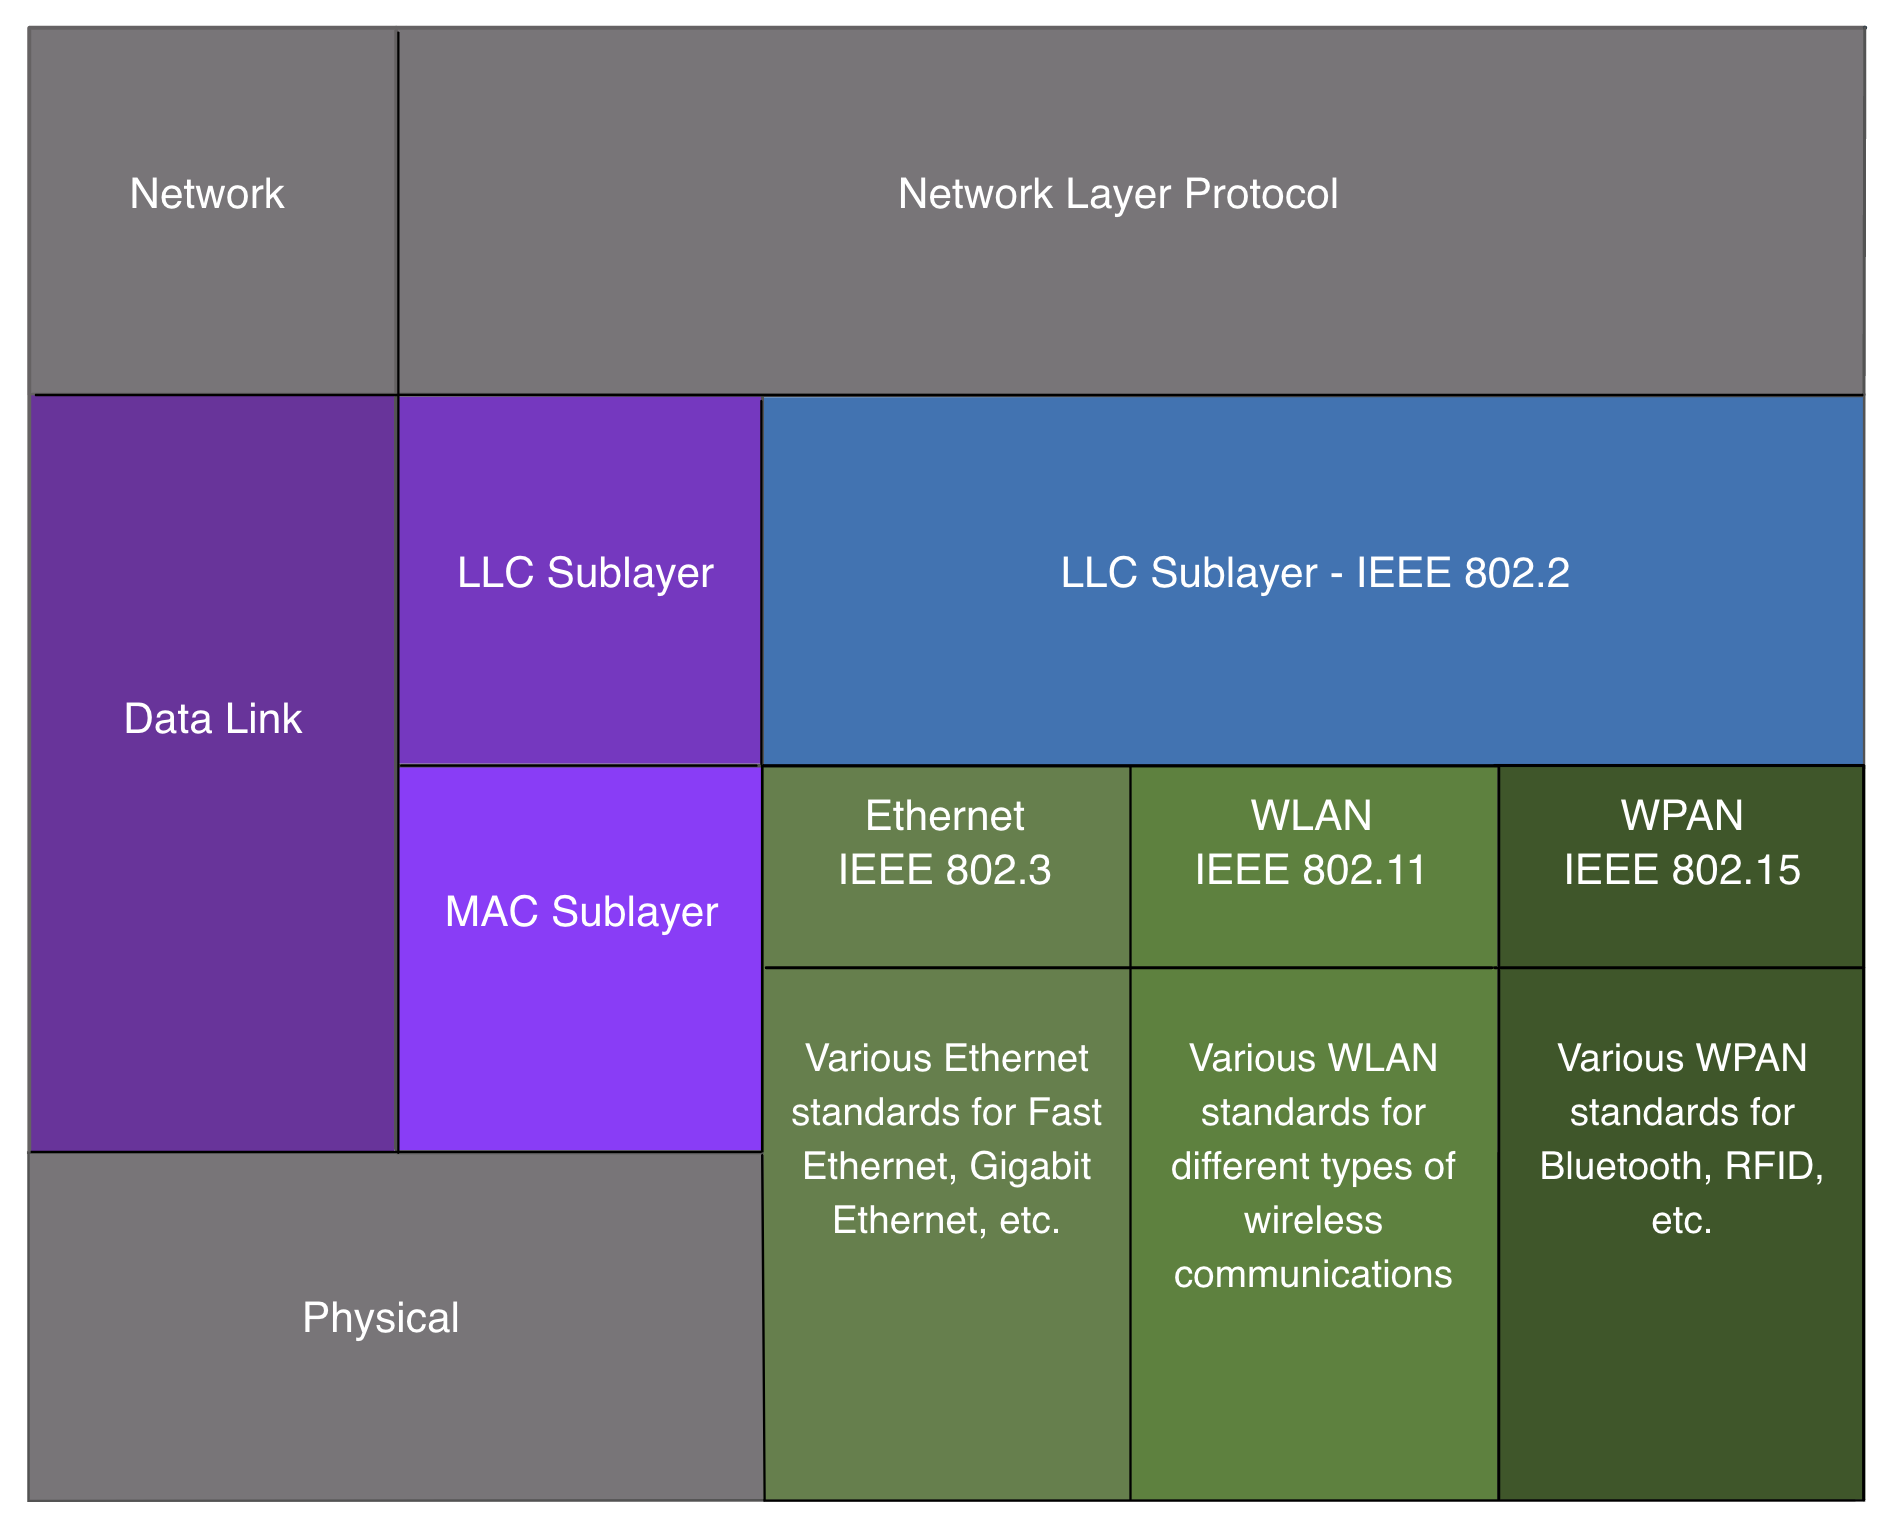 Network
Network Layer Protocol
Data Link
LLC Sublayer
LLC Sublayer - IEEE 802.2
MAC Sublayer
Ethernet
IEEE 802.3
WLAN
IEEE 802.11
WPAN
IEEE 802.15
Various Ethernet
standards for Fast
Ethernet, Gigabit
Ethernet, etc.
Various WLAN
standards for
different types of
wireless
communications
Various WPAN
standards for
Bluetooth, RFID,
etc.
Physical